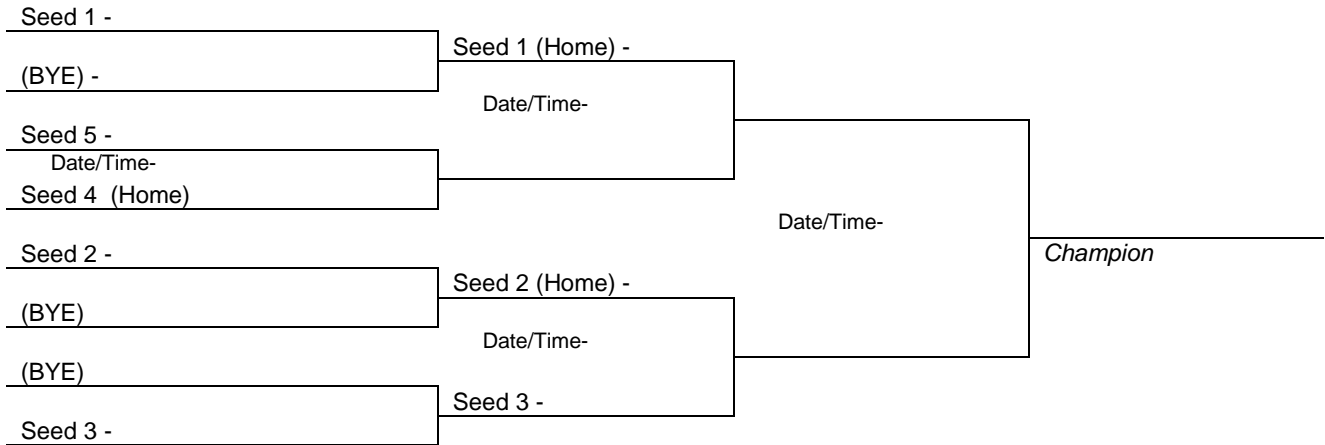 Seed 1 -
Seed 1 (Home) -
(BYE) -
Date/Time-
Seed 5 -
Date/Time-
Seed 4  (Home)
Date/Time-
Seed 2 -
Champion
Seed 2 (Home) -
(BYE)
Date/Time-
(BYE)
Seed 3 -
Seed 3 -